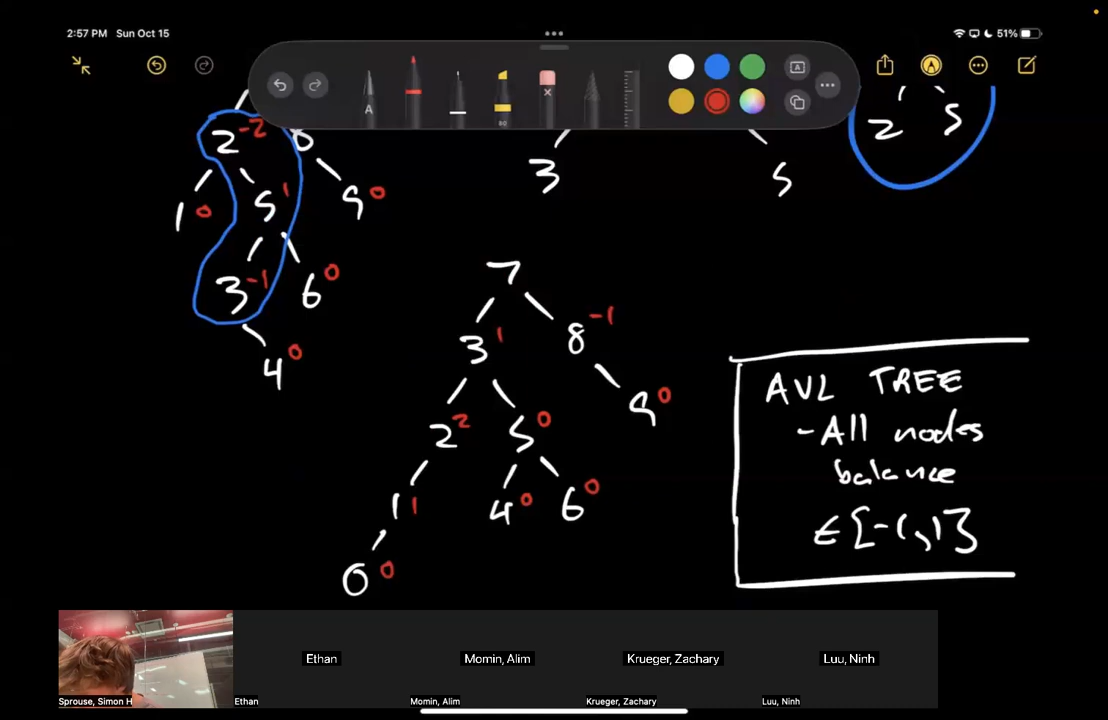 2:57 PM Sun Oct 15
51%
A
80
A
2 -2
8
2 5
1 0
5 1
9 0
3
5
3 -1
6 0
4 0
7
3 1
8 -1
2 2
5 0
9 0
1 1
4 0
6 0
0 0
AVL TREE
- All nodes
balance
∈ [-1,1]
Ethan
Momin, Alim
Krueger, Zachary
Luu, Ninh
Sprouse, Simon H
Ethan
Momin, Alim
Krueger, Zachary
Luu, Ninh